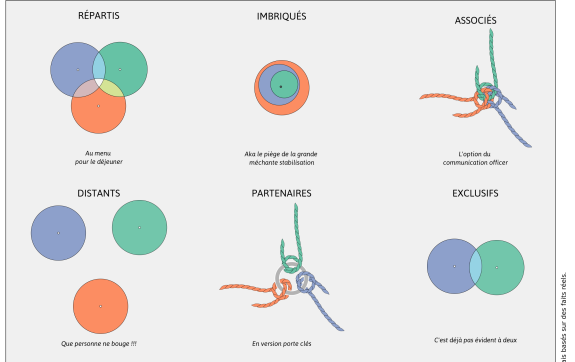 RÉPARTIS
IMBRIQUÉS
ASSOCIÉS
Au menu
pour le déjeuner
Aka le piège de la grande
méchante stabilisation
L'option du
communication officer
DISTANTS
PARTENAIRES
EXCLUSIFS
Que personne ne bouge !!!
En version porte clés
C'est déjà pas évident à deux
basés sur des faits réels.